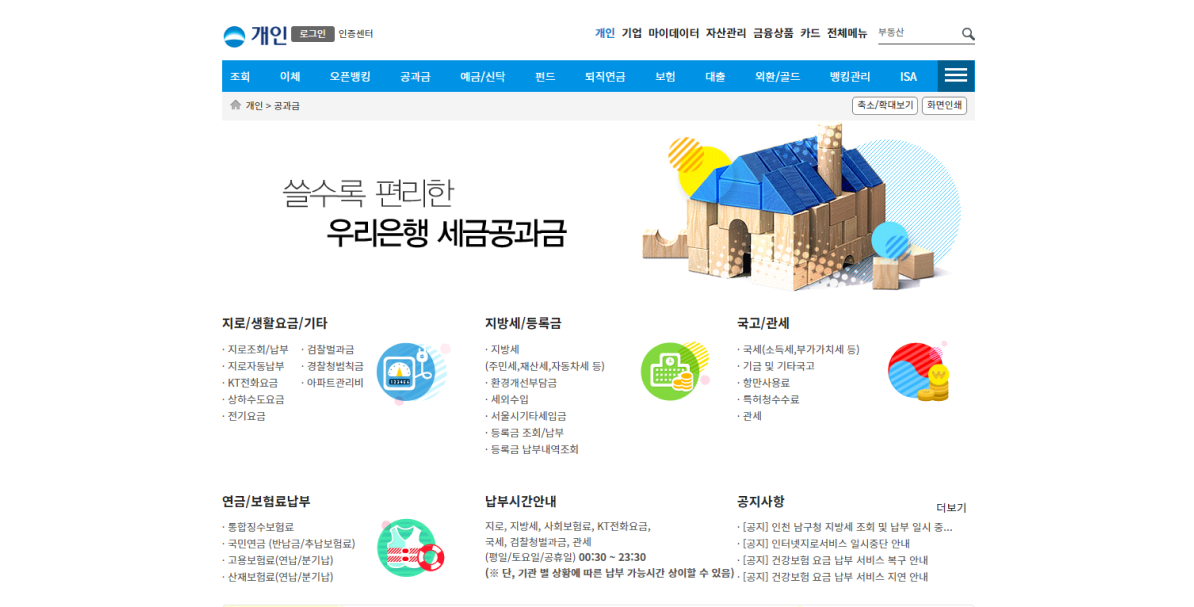 개인 로그인 인증센터
개인 기업 마이데이터 자산관리 금융상품 카드 전체메뉴 부동산
조회 이체 오픈뱅킹 공과금 예금/신탁 펀드 퇴직연금 보험 대출 외환/골드 뱅킹관리 ISA
개인 > 공과금
축소/확대보기 화면인쇄
쓸수록 편리한
우리은행 세금공과금
지로/생활요금/기타
· 지로조회/납부 · 검찰벌과금
· 지로자동납부 · 경찰청범칙금
· KT전화요금 · 아파트관리비
· 상하수도요금
· 전기요금
지방세/등록금
· 지방세
(주민세,재산세,자동차세 등)
· 환경개선부담금
· 세외수입
· 서울시기타세입금
· 등록금 조회/납부
· 등록금 납부내역조회
국고/관세
· 국세(소득세,부가가치세 등)
· 기금 및 기타국고
· 항만사용료
· 특허청수수료
· 관세
연금/보험료납부
· 통합징수보험료
· 국민연금 (반납금/추납보험료)
· 고용보험료(연납/분기납)
· 산재보험료(연납/분기납)
납부시간안내
지로, 지방세, 사회보험료, KT전화요금,
국세, 검찰청벌과금, 관세
(평일/토요일/공휴일) 00:30 ~ 23:30
(※ 단, 기관 별 상황에 따른 납부 가능시간 상이할 수 있음)
공지사항
더보기
· [공지] 인천 남구청 지방세 조회 및 납부 일시 중...
· [공지] 인터넷지로서비스 일시중단 안내
· [공지] 건강보험 요금 납부 서비스 복구 안내
· [공지] 건강보험 요금 납부 서비스 지연 안내